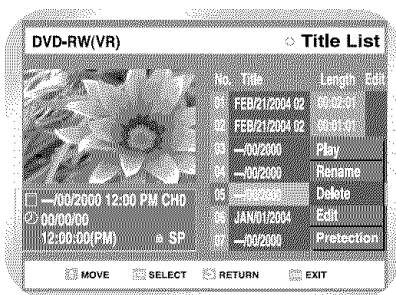 DVD-RW(VR) Title List
No. Title Length Edit
01 FEB/21/2004 02 00:02:01
02 FEB/21/2004 02 00:01:01
03 —/00/2000 Play
04 —/00/2000 Rename
05 —/00/2000 Delete
06 JAN/01/2004 Edit
07 —/00/2000 Pretection
—/00/2000 12:00 PM CH0
00/00/00
12:00:00(PM) SP
MOVE SELECT RETURN EXIT